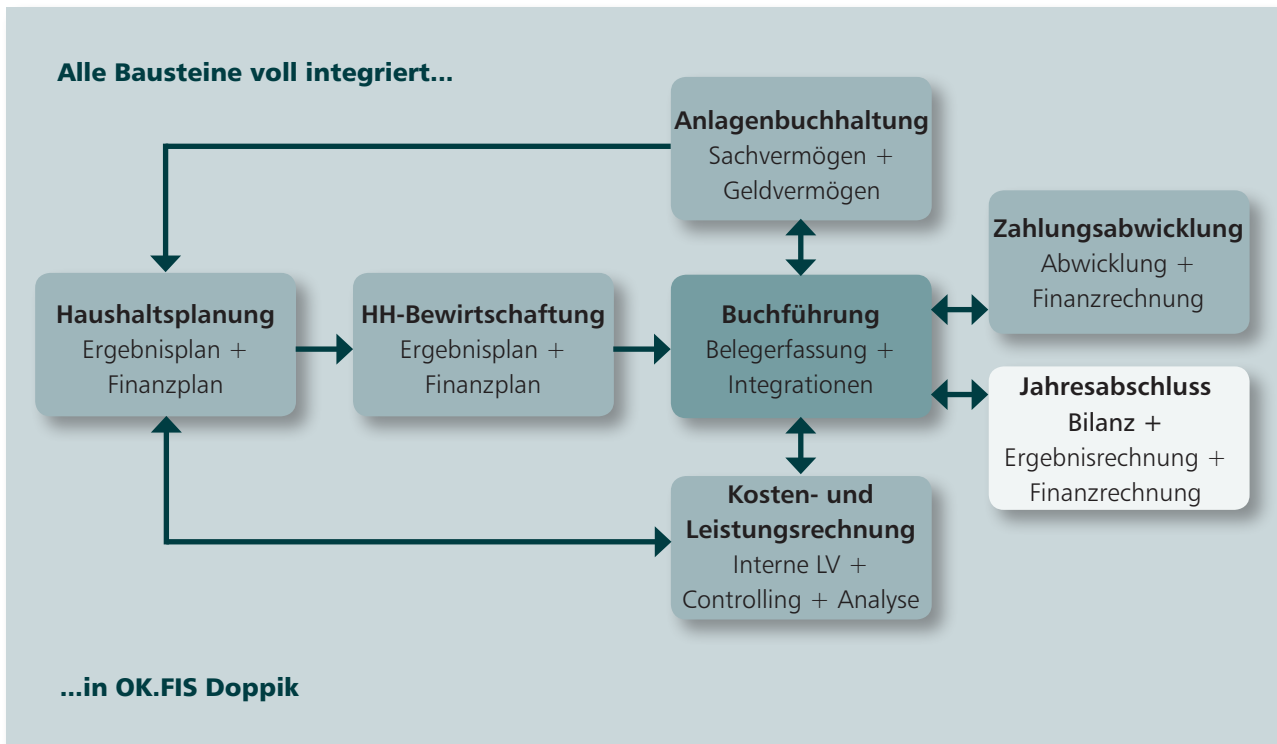 Alle Bausteine voll integriert...
Anlagenbuchhaltung
Sachvermögen +
Geldvermögen
Zahlungsabwicklung
Abwicklung +
Finanzrechnung
Haushaltsplanung
Ergebnisplan +
Finanzplan
HH-Bewirtschaftung
Ergebnisplan +
Finanzplan
Buchführung
Belegerfassung +
Integrationen
Jahresabschluss
Bilanz +
Ergebnisrechnung +
Finanzrechnung
Kosten- und
Leistungsrechnung
Interne LV +
Controlling + Analyse
...in OK.FIS Doppik